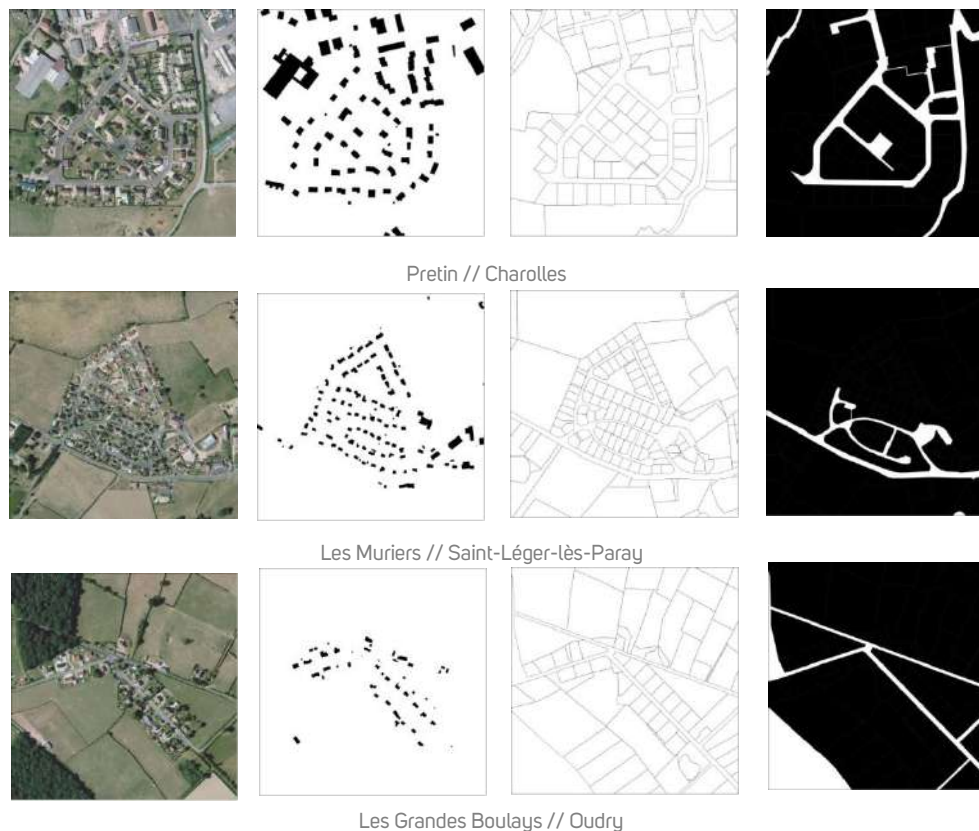 Pretin // Charolles
Les Muriers // Saint-Léger-lès-Paray
Les Grandes Boulays // Oudry